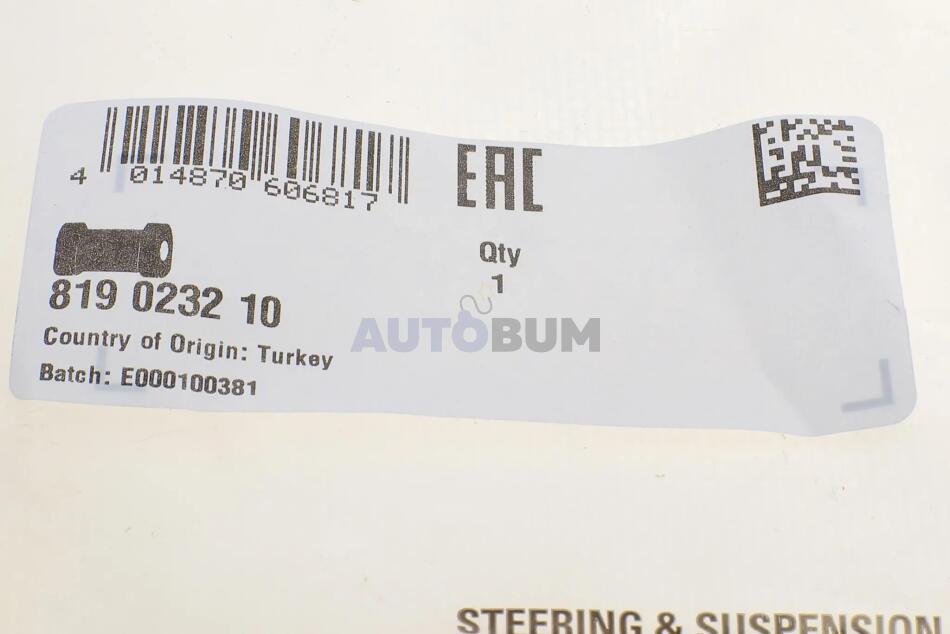 4 014870 606817
EAC
Qty
1
819 0232 10
Country of Origin: Turkey
Batch: E000100381
AUTOBUM
STEERING & SUSPENSION